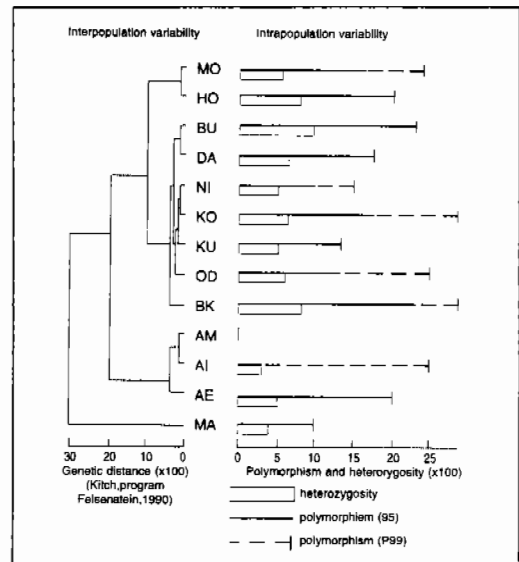 Interpopulation variability
Intrapopulation variability
MO
HO
BU
DA
NI
KO
KU
OD
BK
AM
AI
AE
MA
30 20 10 0
0 5 10 15 20 25
Genetic distance (x100)
(Kitch,program
Felsenstein,1990)
Polymorphism and heterorygosity (x100)
heterozygosity
polymorphiem (95)
polymorphism (P99)